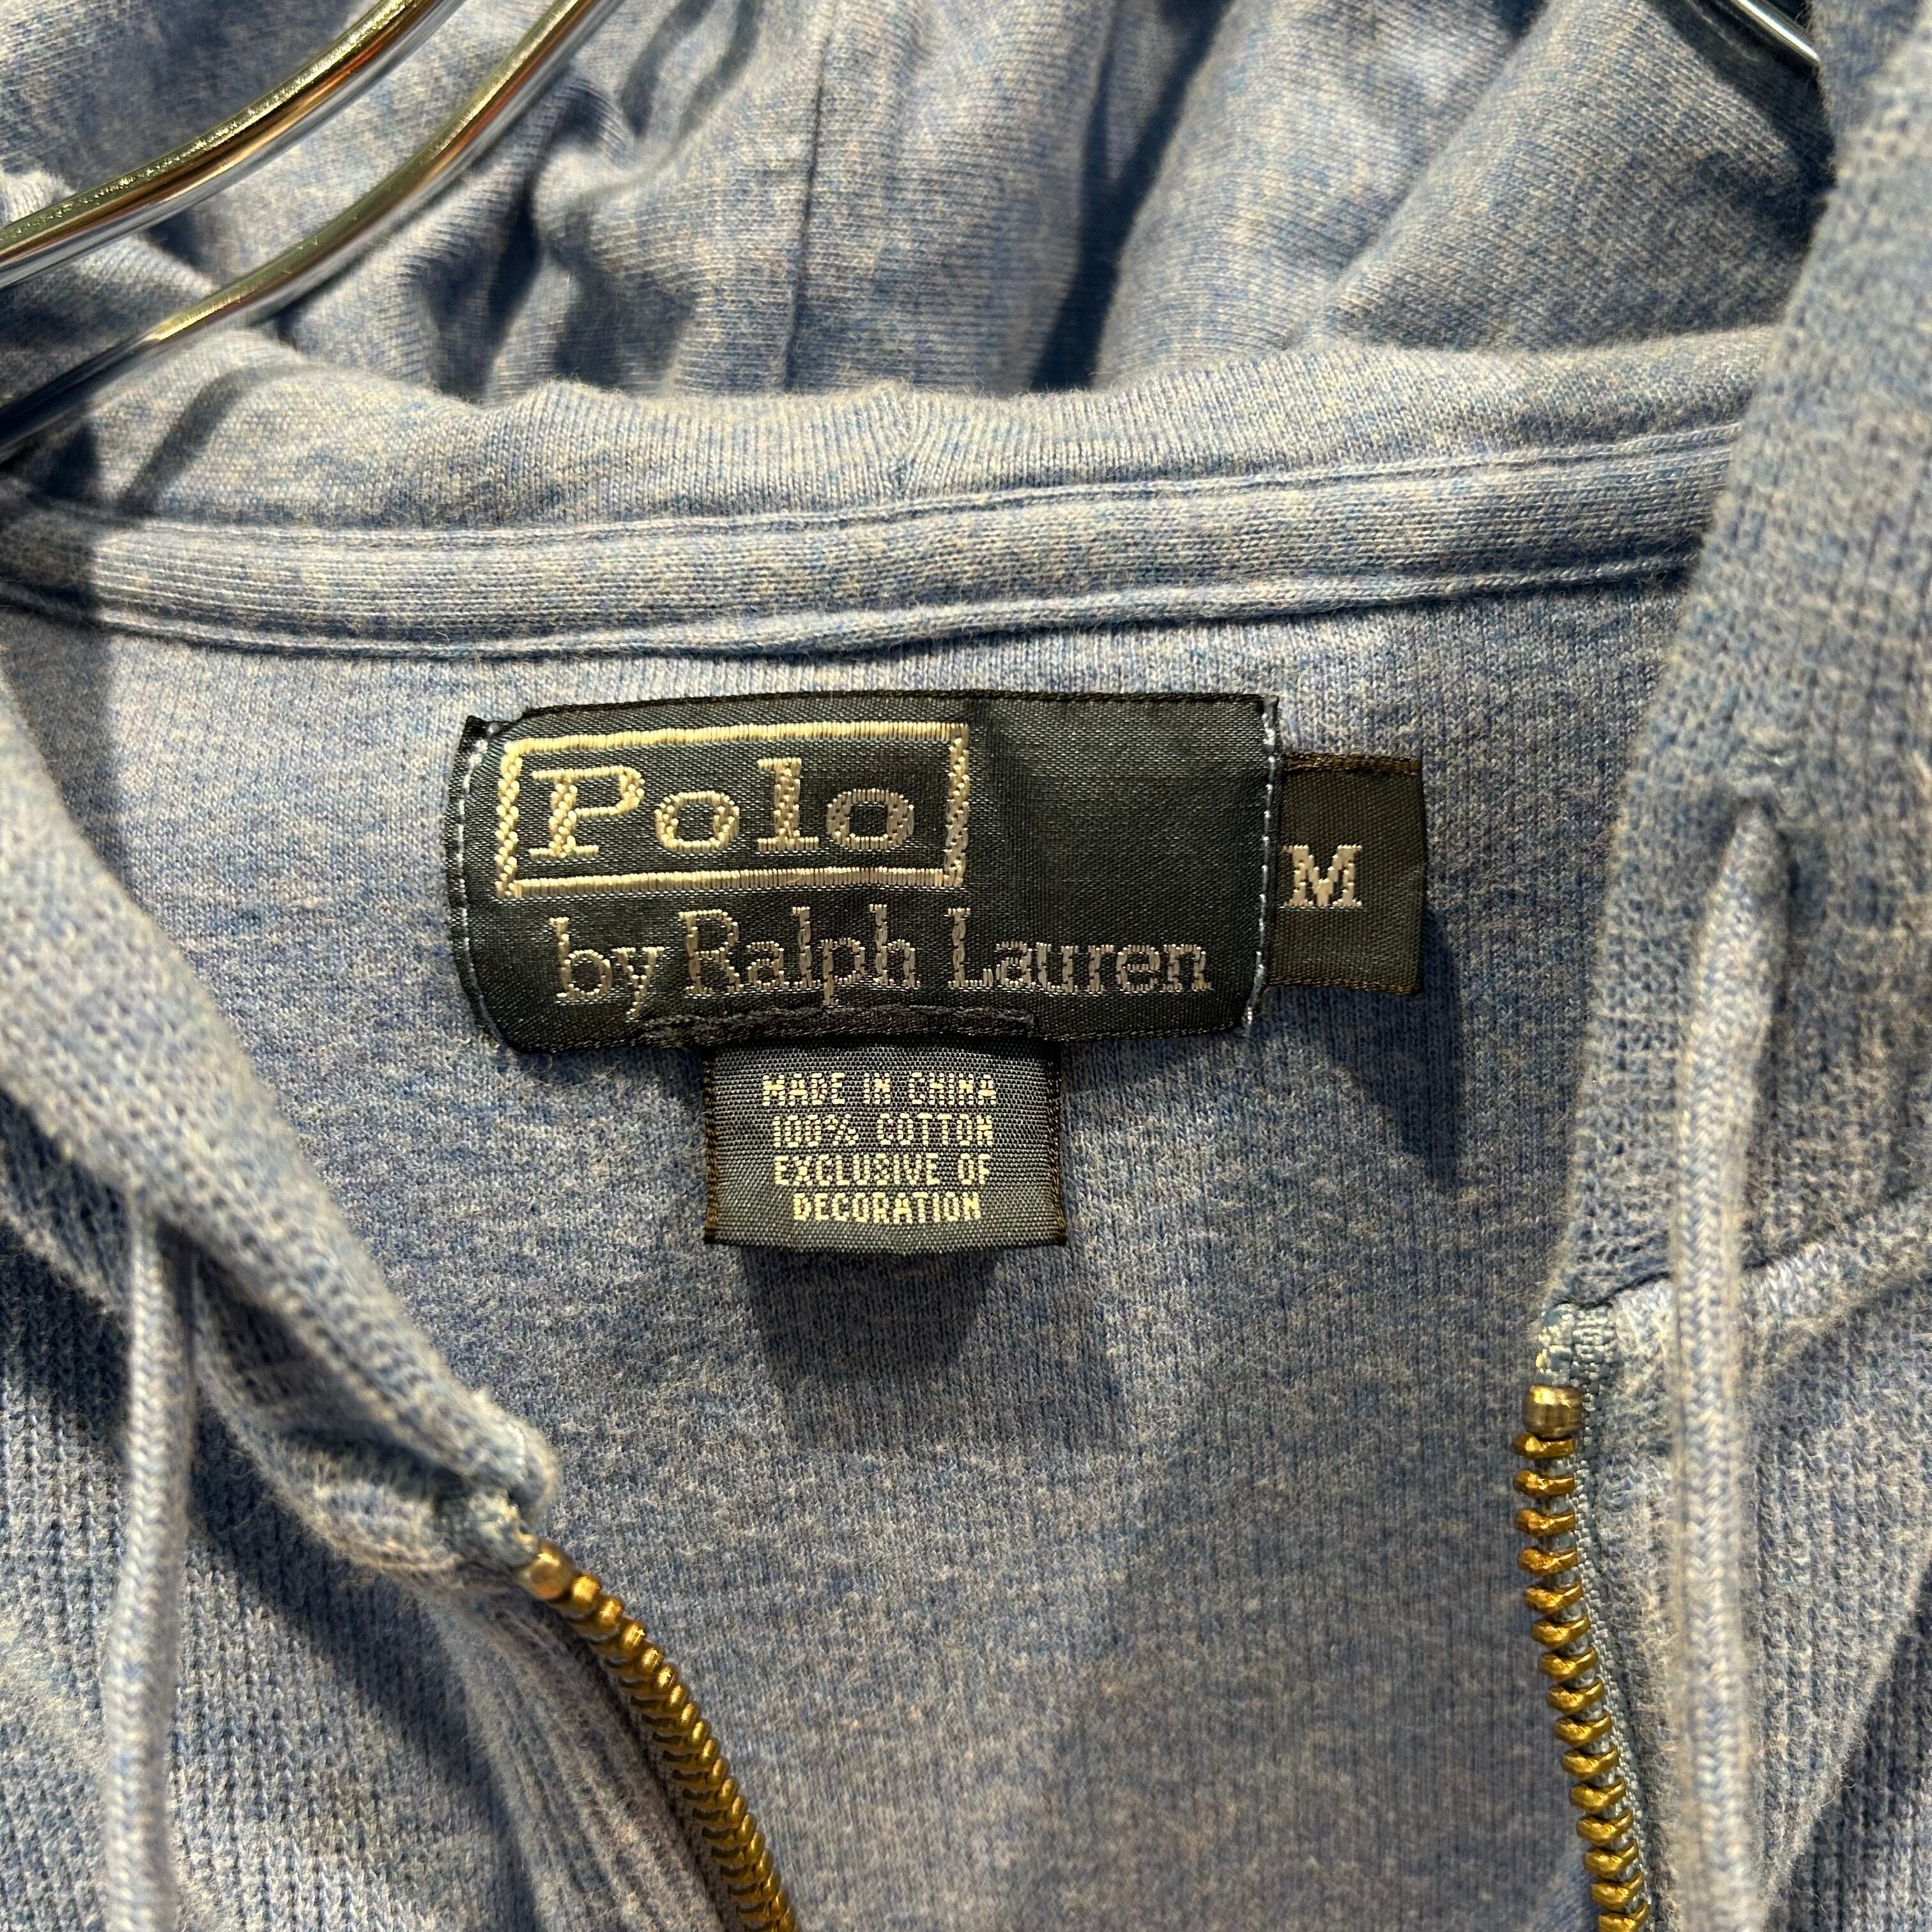 Polo
by Ralph Lauren
M
MADE IN CHINA
100% COTTON
EXCLUSIVE OF
DECORATION